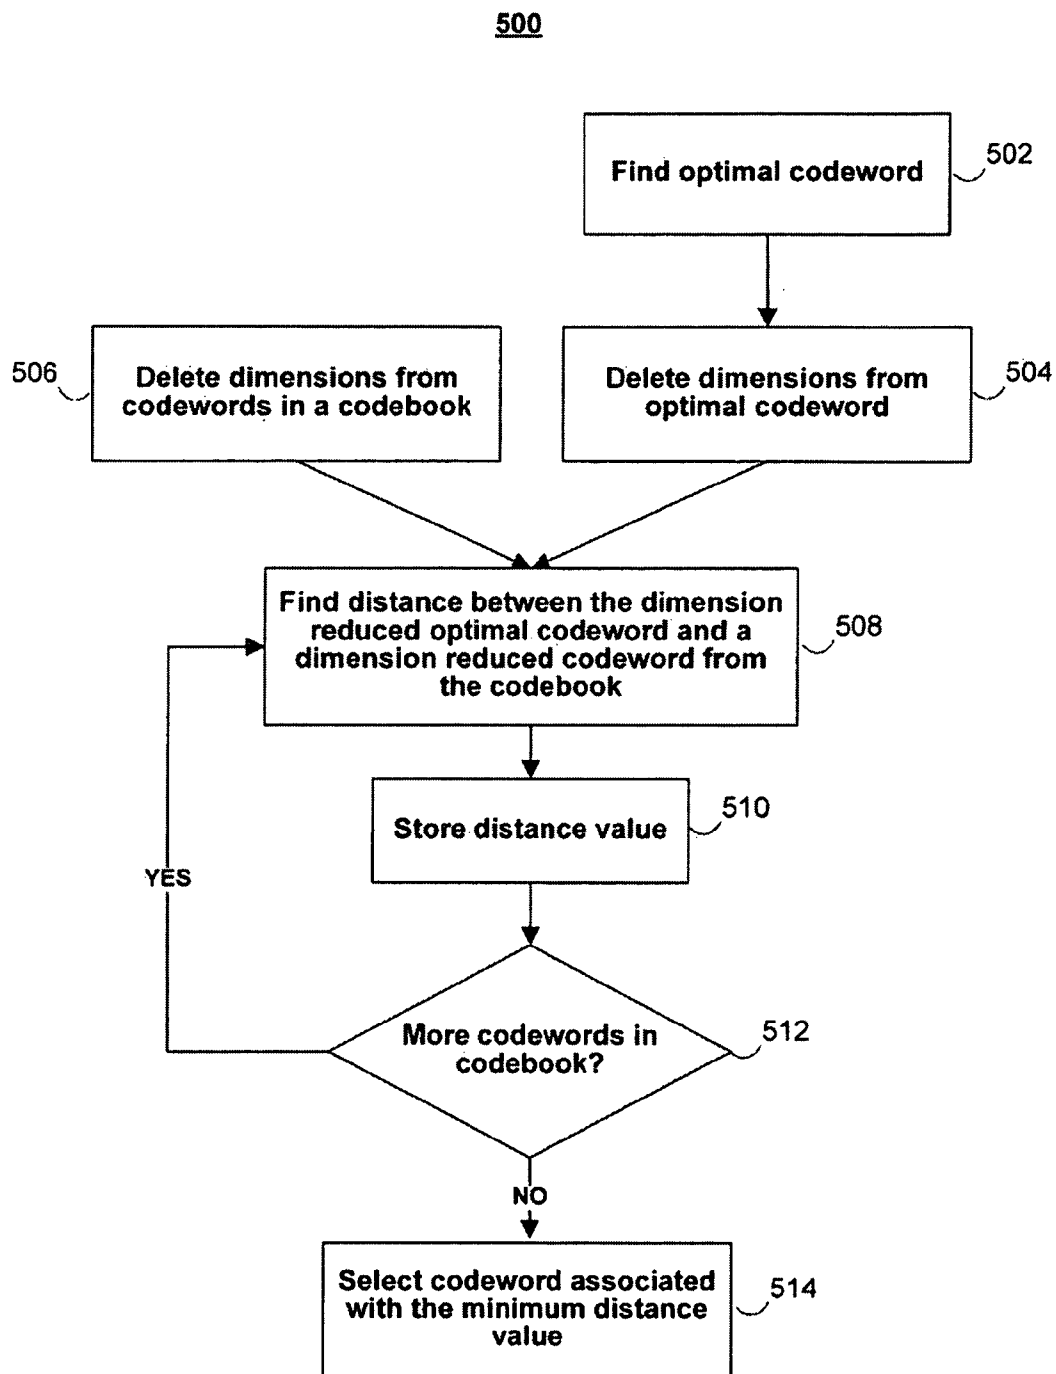 500
Find optimal codeword
502
506
Delete dimensions from
codewords in a codebook
Delete dimensions from
optimal codeword
504
Find distance between the dimension
reduced optimal codeword and a
dimension reduced codeword from
the codebook
508
Store distance value
510
YES
More codewords in
codebook?
512
NO
Select codeword associated
with the minimum distance
value
514